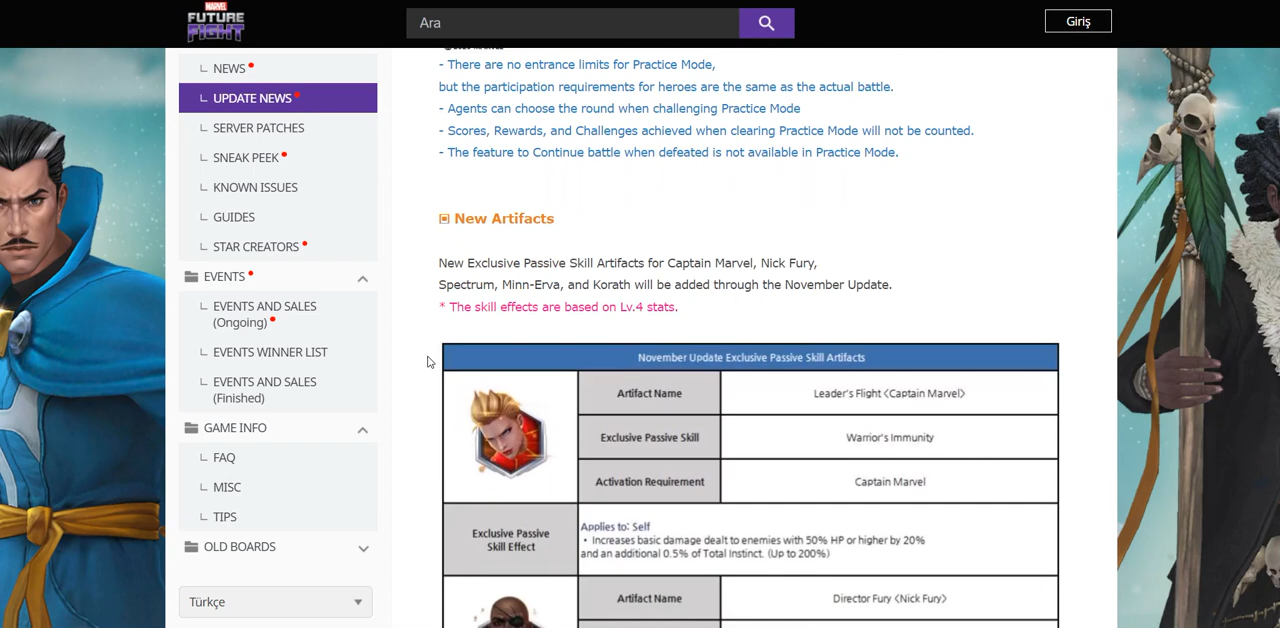 MARVEL
FUTURE
FIGHT
Ara
Giriş
NEWS
UPDATE NEWS
SERVER PATCHES
SNEAK PEEK
KNOWN ISSUES
GUIDES
STAR CREATORS
EVENTS
EVENTS AND SALES
(Ongoing)
EVENTS WINNER LIST
EVENTS AND SALES
(Finished)
GAME INFO
FAQ
MISC
TIPS
OLD BOARDS
Türkçe
- There are no entrance limits for Practice Mode,
but the participation requirements for heroes are the same as the actual battle.
- Agents can choose the round when challenging Practice Mode
- Scores, Rewards, and Challenges achieved when clearing Practice Mode will not be counted.
- The feature to Continue battle when defeated is not available in Practice Mode.
▣ New Artifacts
New Exclusive Passive Skill Artifacts for Captain Marvel, Nick Fury,
Spectrum, Minn-Erva, and Korath will be added through the November Update.
* The skill effects are based on Lv.4 stats.
November Update Exclusive Passive Skill Artifacts
Artifact Name
Leader's Flight <Captain Marvel>
Exclusive Passive Skill
Warrior's Immunity
Activation Requirement
Captain Marvel
Exclusive Passive
Skill Effect
Applies to: Self
• Increases basic damage dealt to enemies with 50% HP or higher by 20%
and an additional 0.5% of Total Instinct. (Up to 200%)
Artifact Name
Director Fury <Nick Fury>